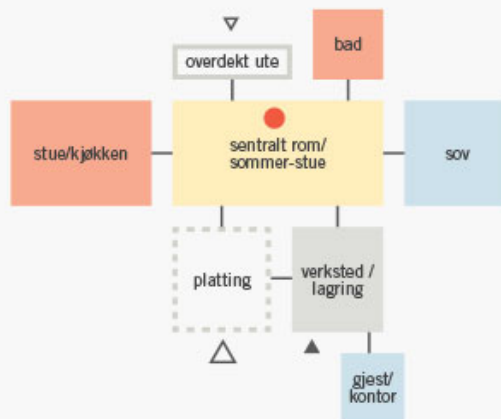 overdekt ute
bad
stue/kjøkken
sentralt rom/
sommer-stue
sov
platting
verksted /
lagring
gjest/
kontor